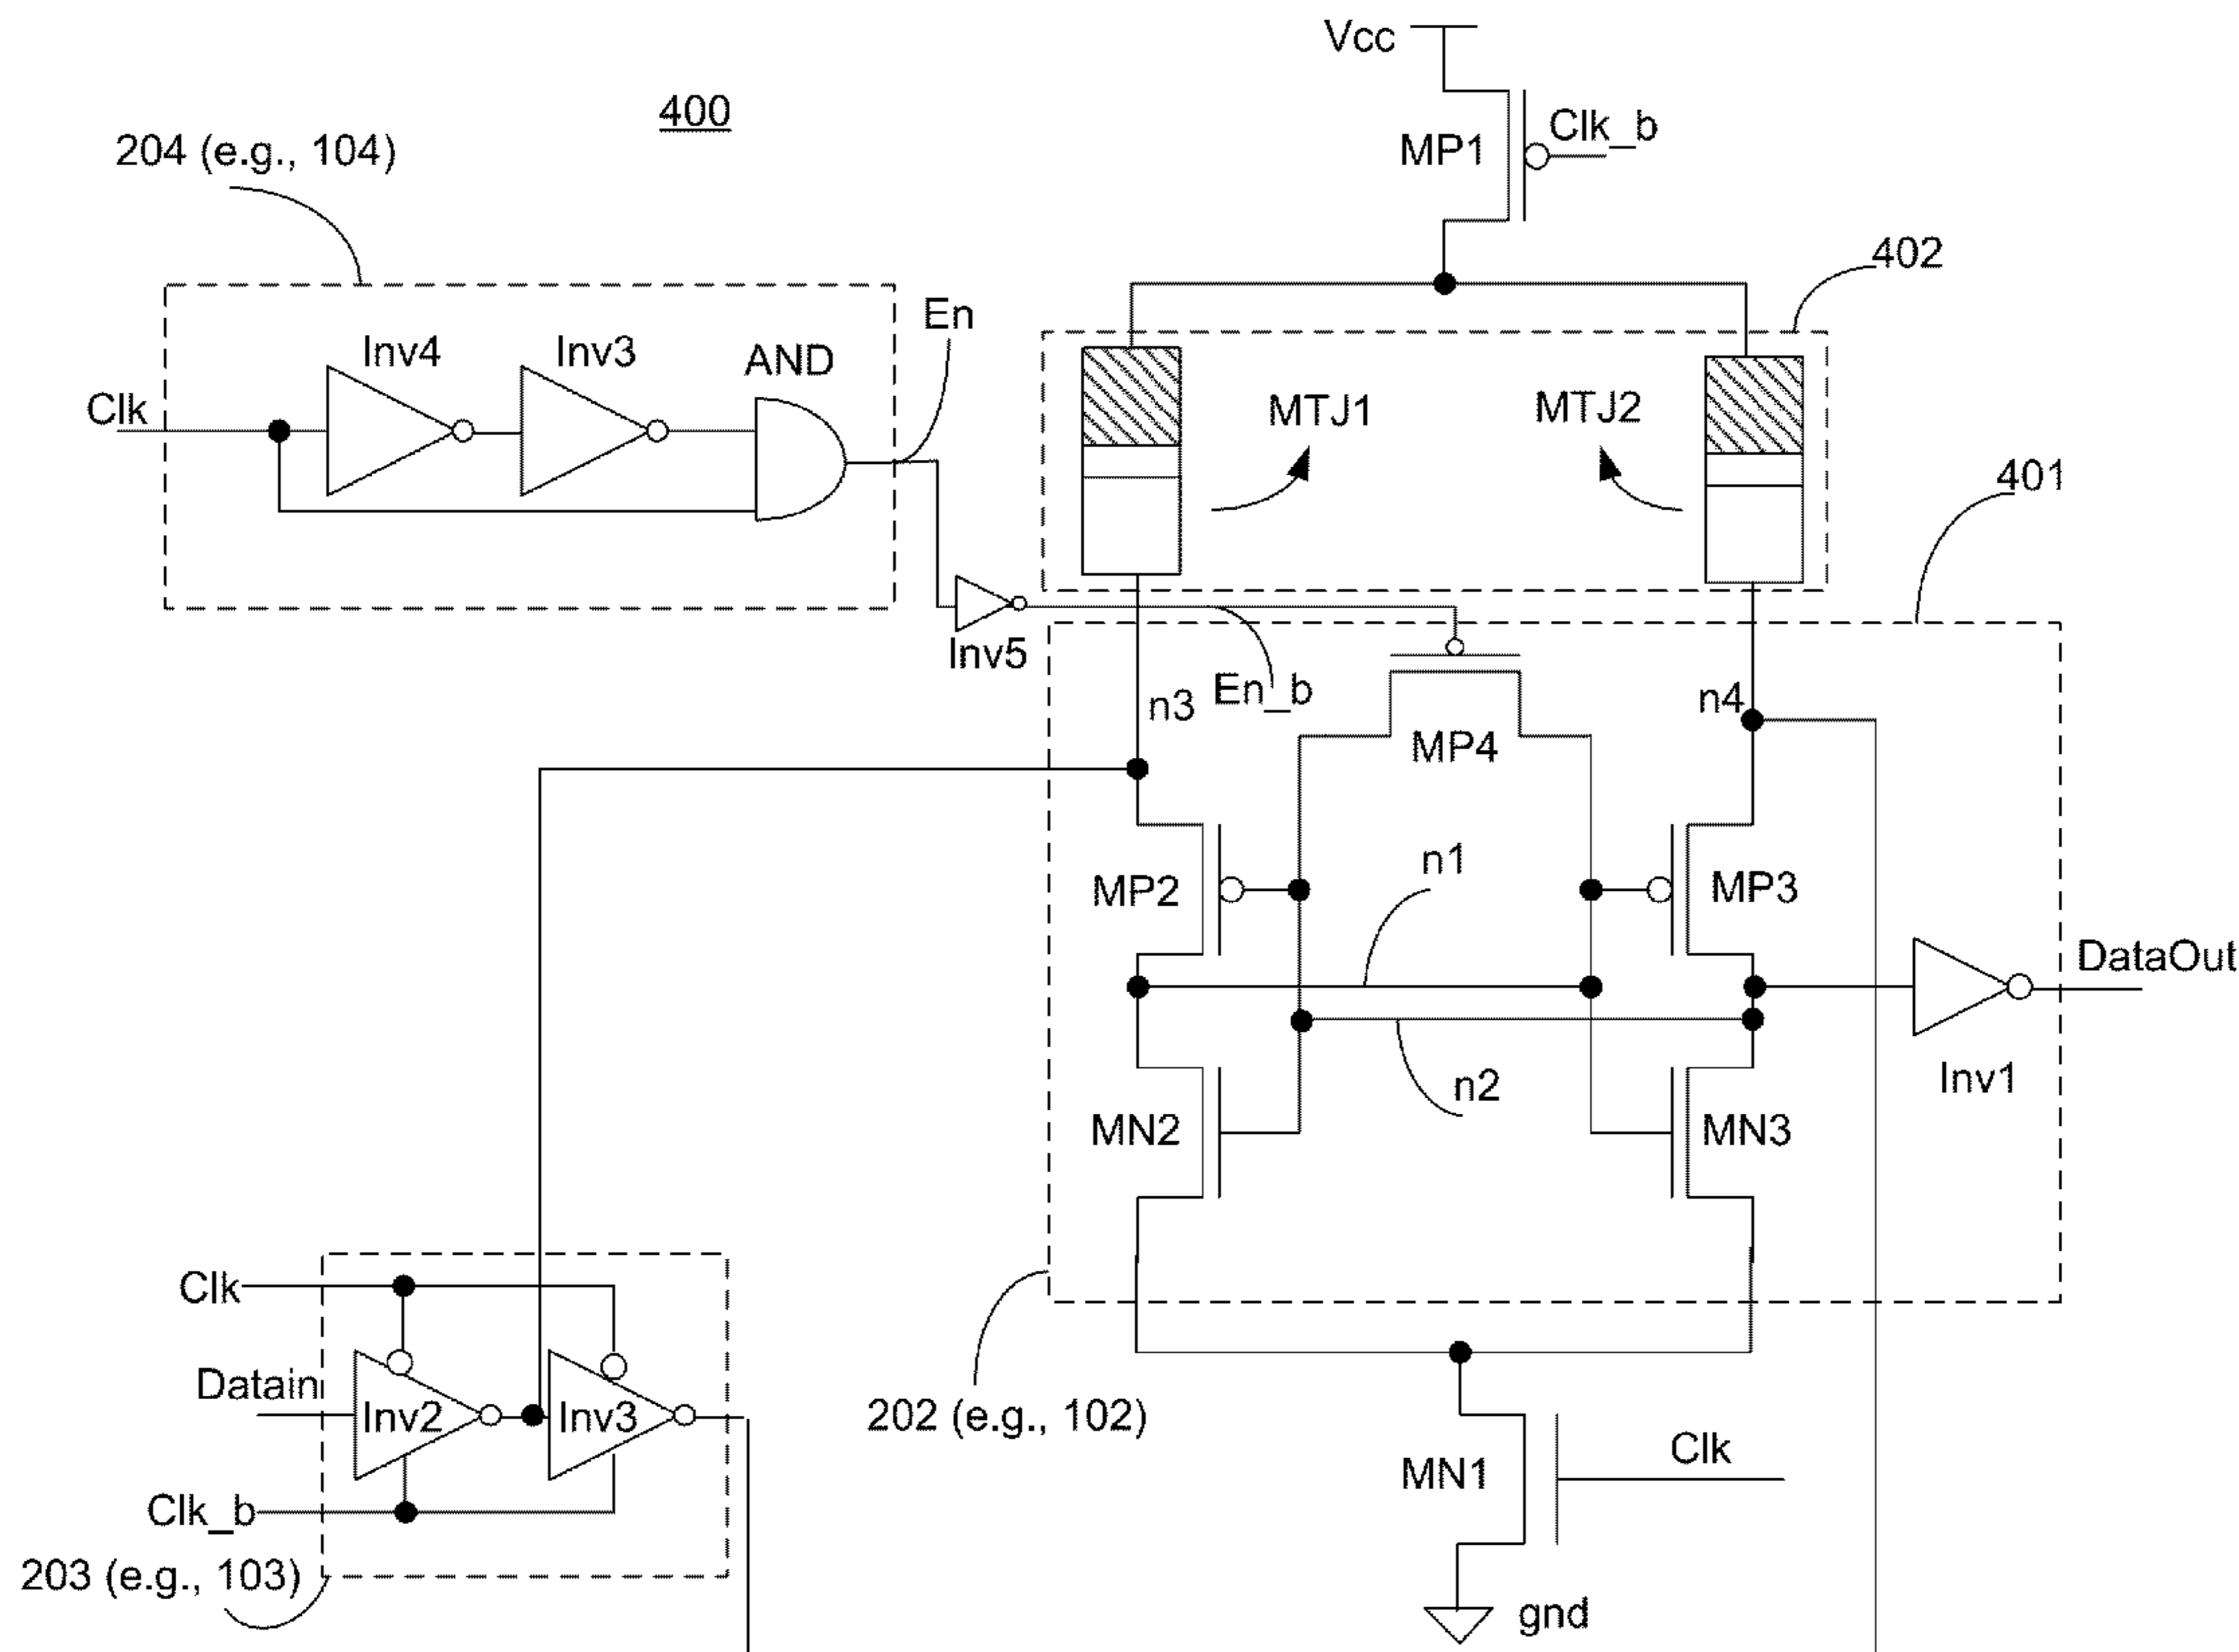 Vcc
400
204 (e.g., 104)
MP1
Clk_b
402
En
Inv4
Inv3
AND
Clk
MTJ1
MTJ2
401
Inv5
En_b
n3
n4
MP4
n1
MP2
MP3
DataOut
n2
Inv1
MN2
MN3
Clk
Datain
Inv2
Inv3
202 (e.g., 102)
Clk
MN1
Clk_b
203 (e.g., 103)
gnd